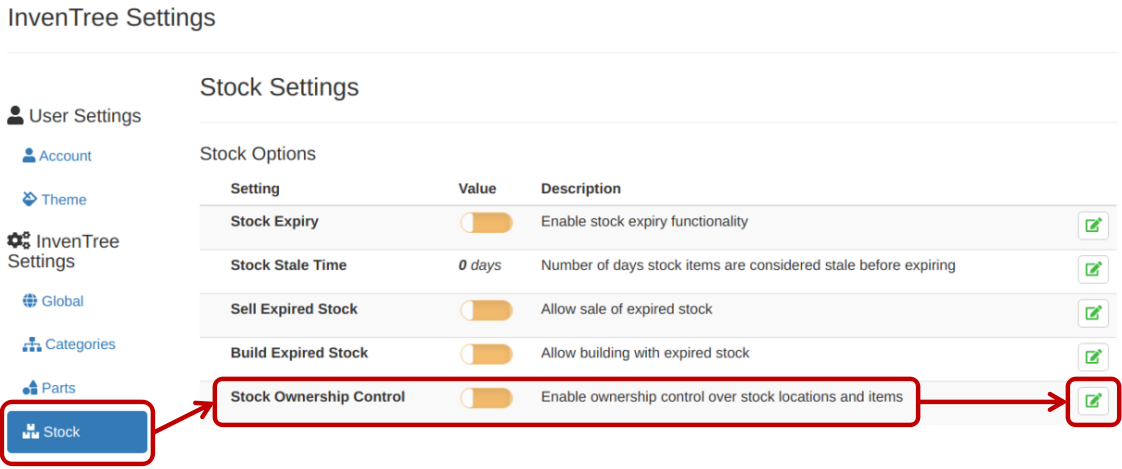 InvenTree Settings
User Settings
Account
Theme
InvenTree
Settings
Global
Categories
Parts
Stock
Stock Settings
Stock Options
Setting Value Description
Stock Expiry Enable stock expiry functionality
Stock Stale Time 0 days Number of days stock items are considered stale before expiring
Sell Expired Stock Allow sale of expired stock
Build Expired Stock Allow building with expired stock
Stock Ownership Control Enable ownership control over stock locations and items